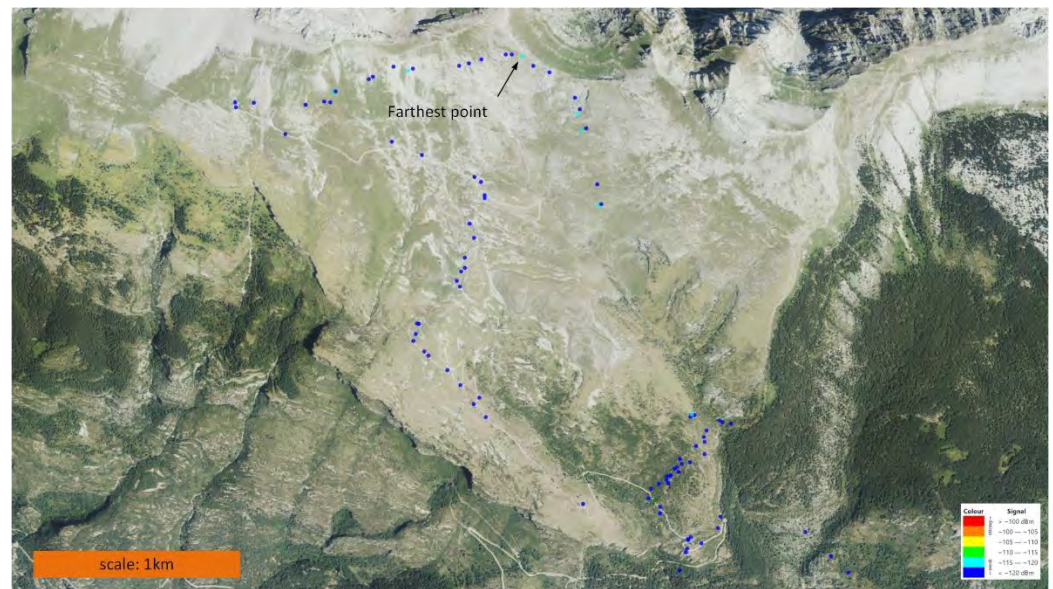 Farthest point
scale: 1km
Colour Signal
> −100 dBm
−100 — −105
−105 — −110
−110 — −115
−115 — −120
< −120 dBm